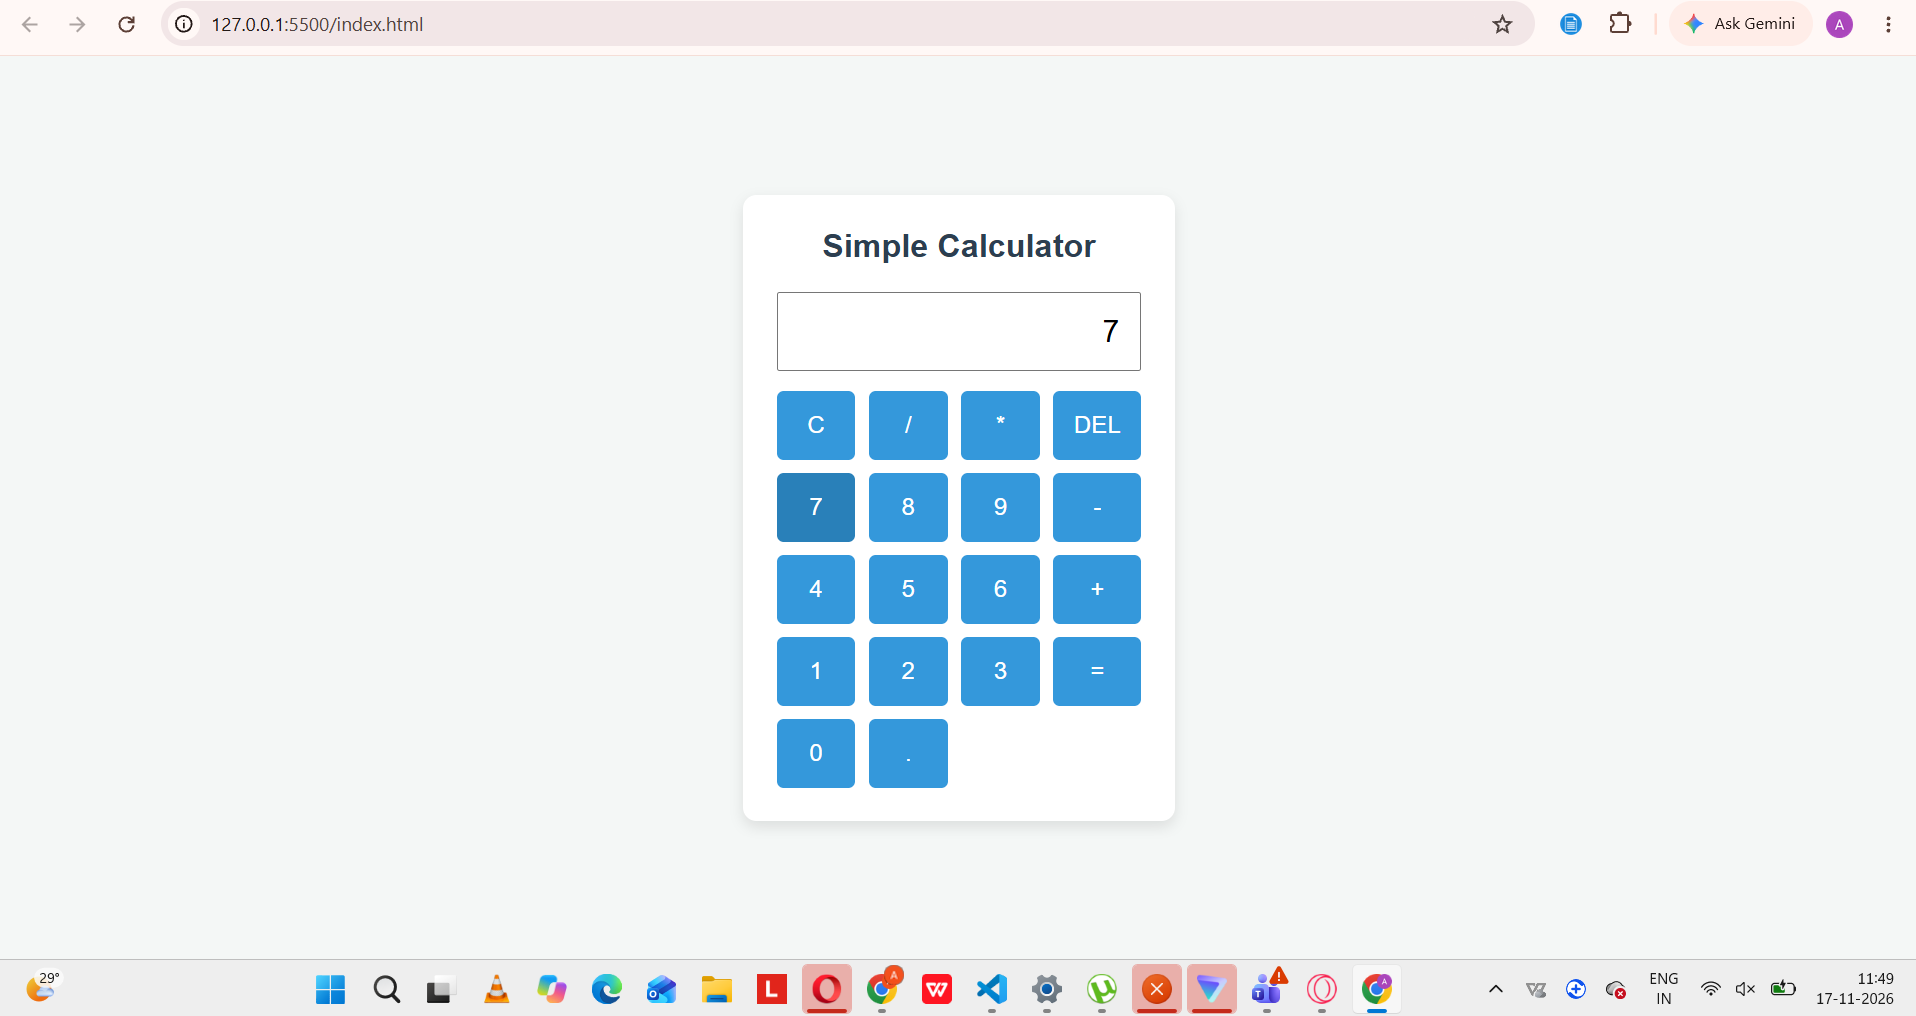 127.0.0.1:5500/index.html
Ask Gemini
A
Simple Calculator
7
C / * DEL
7 8 9 -
4 5 6 +
1 2 3 =
0 .
29°
L
A
A
ENG
IN
11:49
17-11-2026